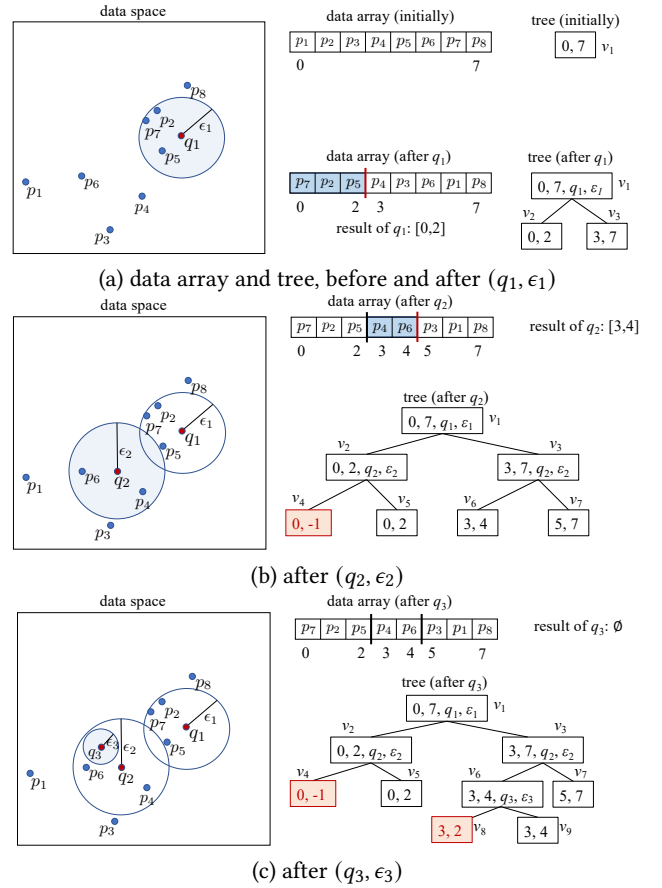 data space
p8
p2
p7
ϵ1
q1
p5
p1
p6
p4
p3
data array (initially)
p1 p2 p3 p4 p5 p6 p7 p8
0 7
tree (initially)
0, 7 v1
data array (after q1)
p7 p2 p5 p4 p3 p6 p1 p8
0 2 3 7
result of q1: [0,2]
tree (after q1)
0, 7, q1, εI v1
v2 v3
0, 2 3, 7
(a) data array and tree, before and after (q1, ϵ1)
data space
p8
p2
p7
ϵ1
q1
p5
ϵ2
p6
q2
p1
p4
p3
data array (after q2)
p7 p2 p5 p4 p6 p3 p1 p8
0 2 3 4 5 7
result of q2: [3,4]
tree (after q2)
0, 7, q1, ε1 v1
v2 v3
0, 2, q2, ε2 3, 7, q2, ε2
v4 v5 v6 v7
0, -1 0, 2 3, 4 5, 7
(b) after (q2, ϵ2)
data space
p8
p2
p7
ϵ1
q1
p5
ϵ3
ϵ2
q3
p6
q2
p1
p4
p3
data array (after q3)
p7 p2 p5 p4 p6 p3 p1 p8
0 2 3 4 5 7
result of q3: ∅
tree (after q3)
0, 7, q1, ε1 v1
v2 v3
0, 2, q2, ε2 3, 7, q2, ε2
v4 v5 v6 v7
0, -1 0, 2 3, 4, q3, ε3 5, 7
3, 2 v8 3, 4 v9
(c) after (q3, ϵ3)